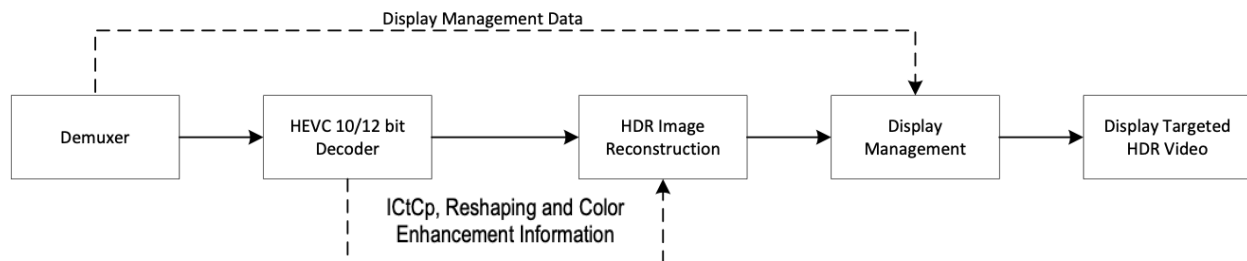 Display Management Data
Demuxer
HEVC 10/12 bit
Decoder
HDR Image
Reconstruction
Display
Management
Display Targeted
HDR Video
ICtCp, Reshaping and Color
Enhancement Information